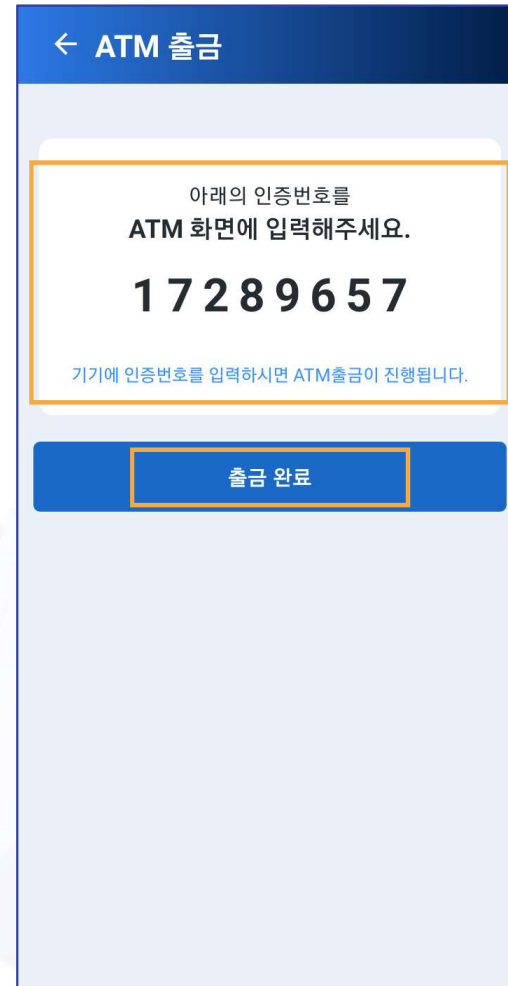 ← ATM 출금
아래의 인증번호를
ATM 화면에 입력해주세요.
17289657
기기에 인증번호를 입력하시면 ATM출금이 진행됩니다.
출금 완료